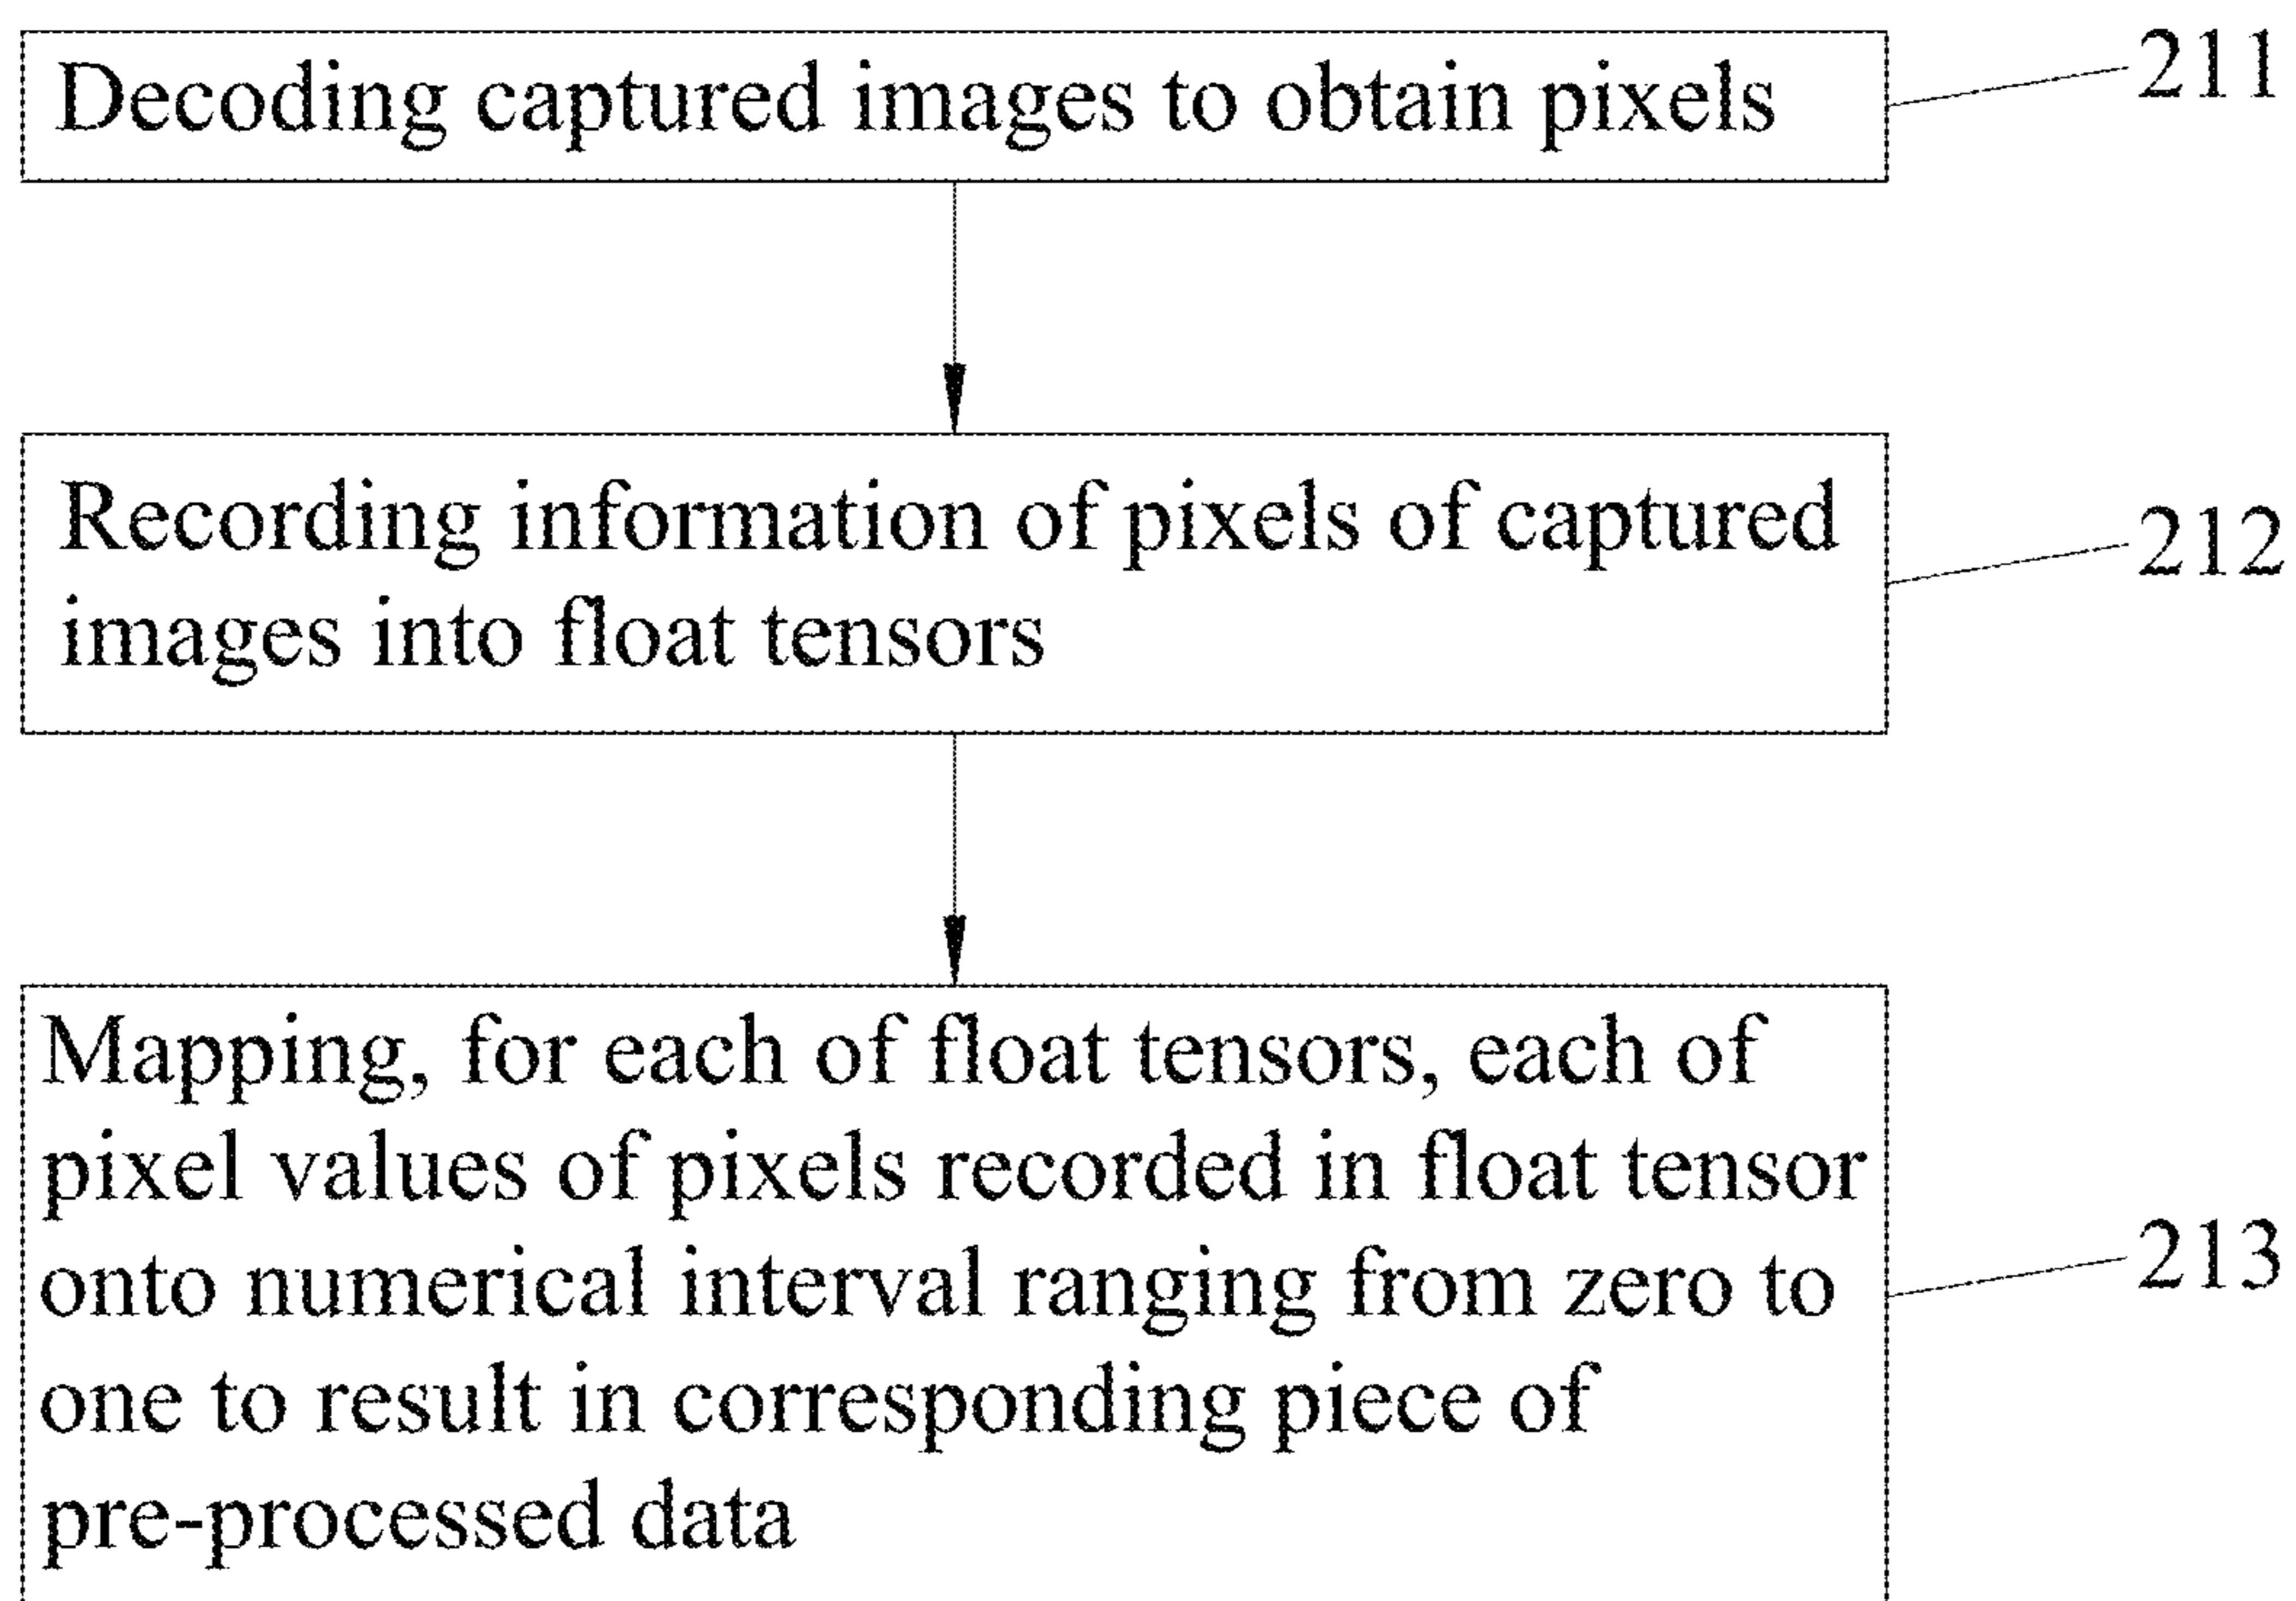 Decoding captured images to obtain pixels
211
Recording information of pixels of captured
images into float tensors
212
Mapping, for each of float tensors, each of
pixel values of pixels recorded in float tensor
onto numerical interval ranging from zero to
one to result in corresponding piece of
pre-processed data
213